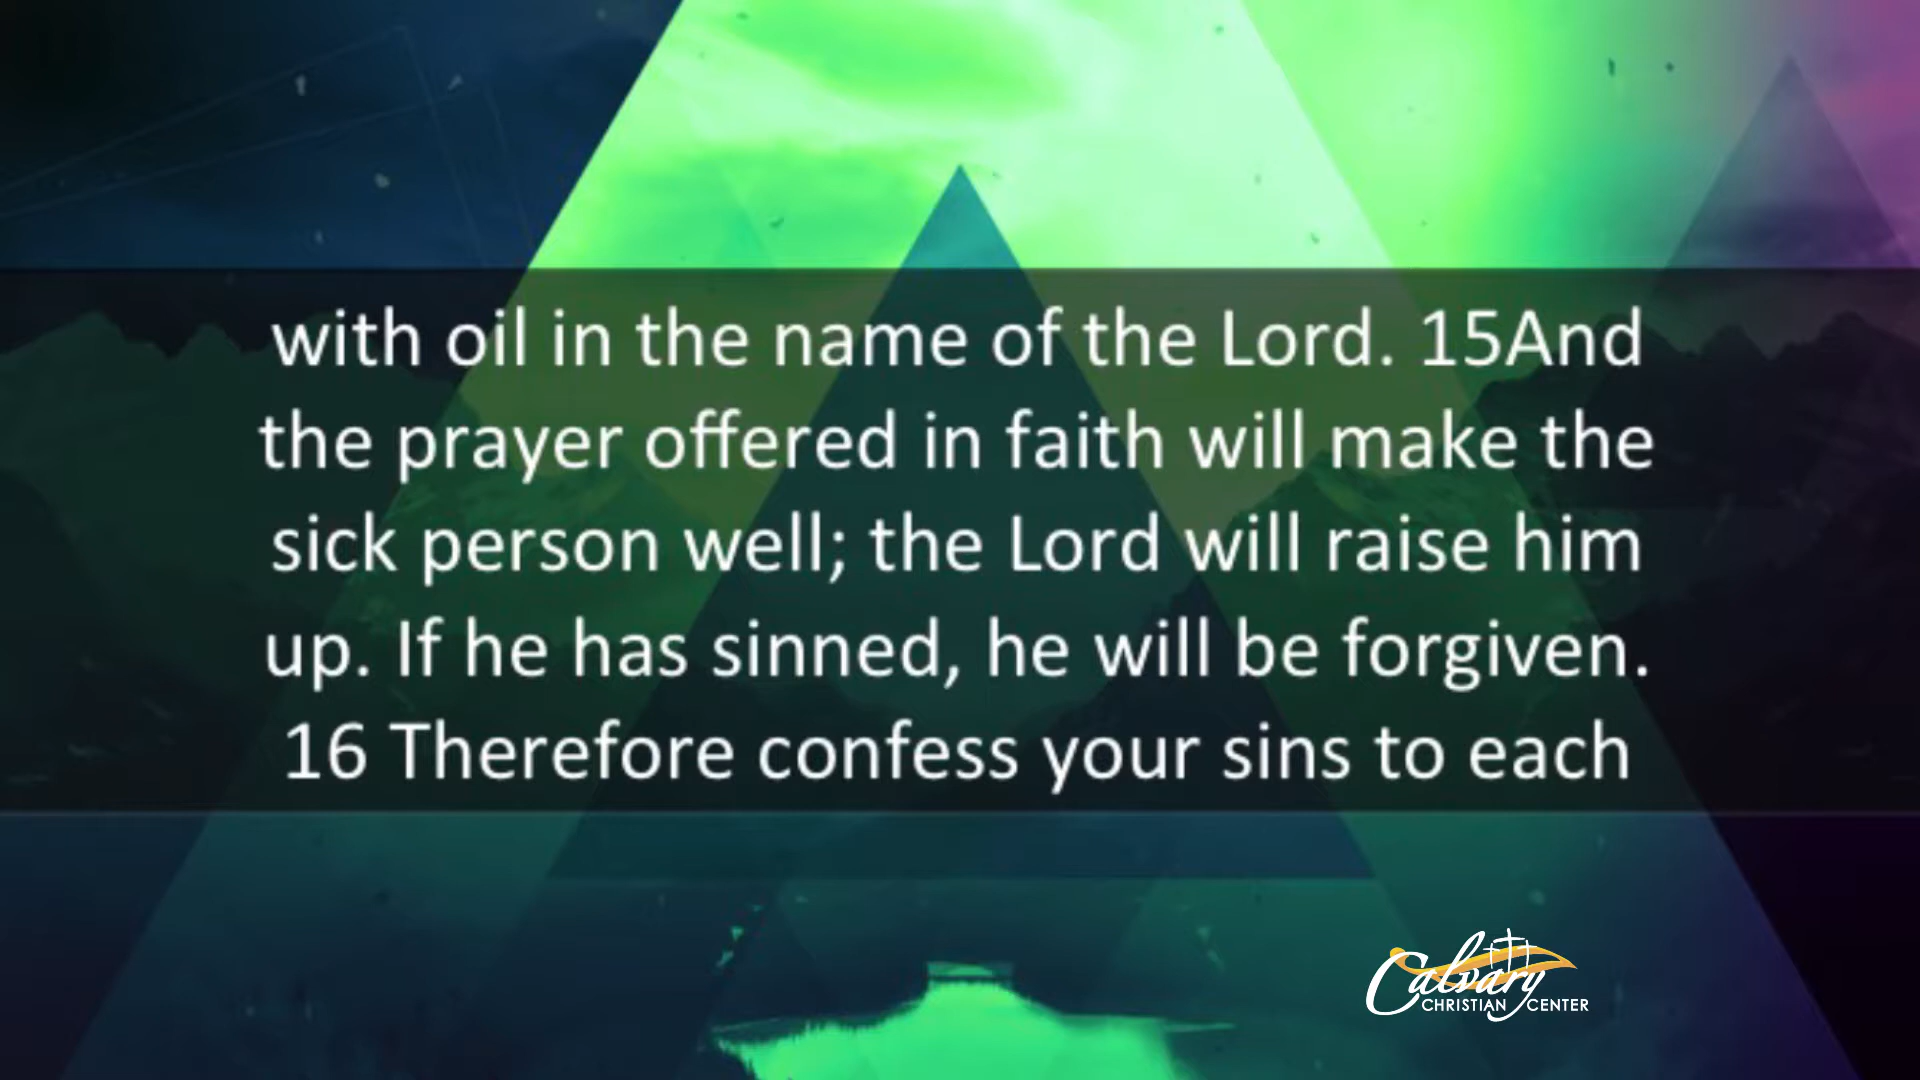 with oil in the name of the Lord. 15And
the prayer offered in faith will make the
sick person well; the Lord will raise him
up. If he has sinned, he will be forgiven.
16 Therefore confess your sins to each
Calvary
CHRISTIAN CENTER